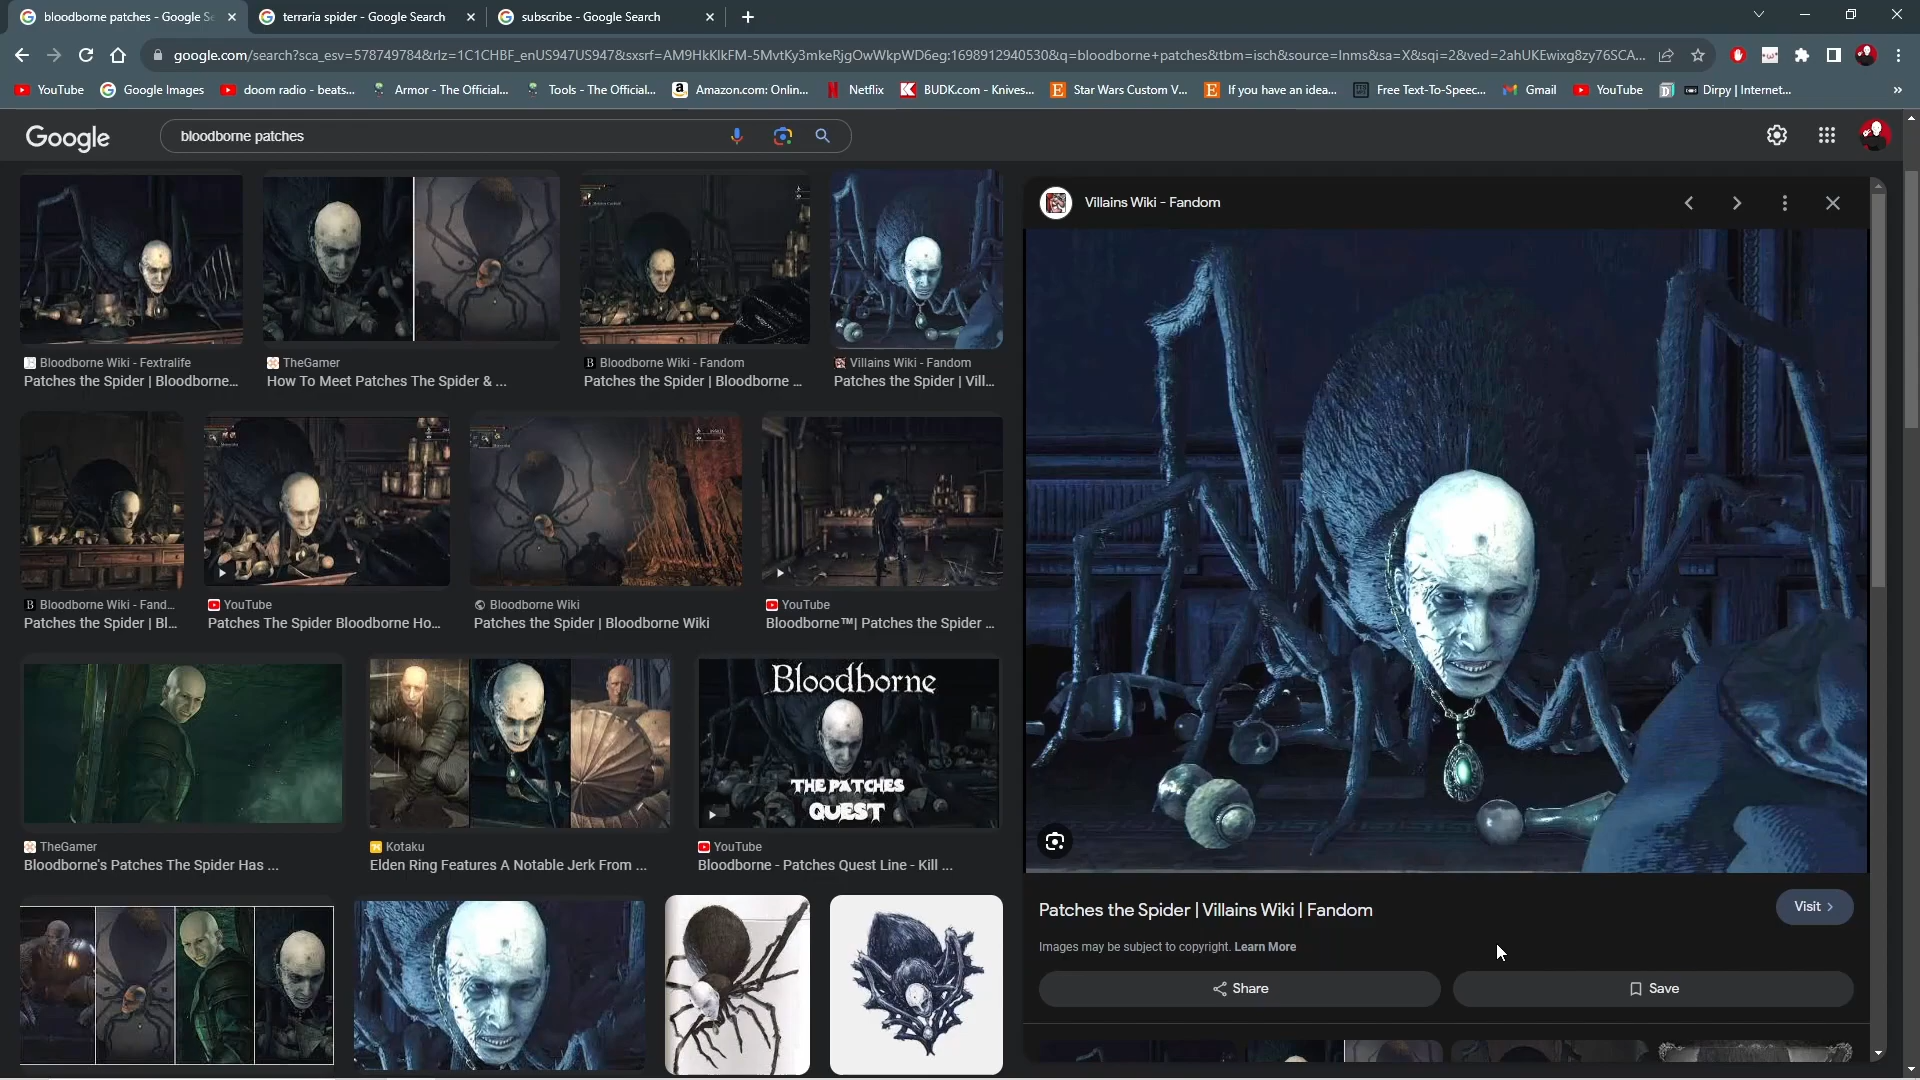 bloodborne patches - Google Se
terraria spider - Google Search
subscribe - Google Search
google.com/search?sca_esv=578749784&rlz=1C1CHBF_enUS947US947&sxsrf=AM9HkKlkFM-5MvtKy3mkeRjgOwWkpWD6eg:1698912940530&q=bloodborne+patches&tbm=isch&source=lnms&sa=X&sqi=2&ved=2ahUKEwixg8zy76SCA...
YouTube
Google Images
doom radio - beats...
Armor - The Official...
Tools - The Official...
Amazon.com: Onlin...
Netflix
BUDK.com - Knives...
Star Wars Custom V...
If you have an idea...
Free Text-To-Speec...
Gmail
YouTube
Dirpy | Internet...
Google
bloodborne patches
Bloodborne Wiki - Fextralife
Patches the Spider | Bloodborne...
TheGamer
How To Meet Patches The Spider & ...
Bloodborne Wiki - Fandom
Patches the Spider | Bloodborne ...
Villains Wiki - Fandom
Patches the Spider | Vill...
Bloodborne Wiki - Fand...
Patches the Spider | Bl...
YouTube
Patches The Spider Bloodborne Ho...
Bloodborne Wiki
Patches the Spider | Bloodborne Wiki
YouTube
Bloodborne™| Patches the Spider ...
TheGamer
Bloodborne's Patches The Spider Has ...
Kotaku
Elden Ring Features A Notable Jerk From ...
Bloodborne
THE PATCHES
QUEST
YouTube
Bloodborne - Patches Quest Line - Kill ...
Villains Wiki - Fandom
Patches the Spider | Villains Wiki | Fandom
Visit
Images may be subject to copyright. Learn More
Share
Save